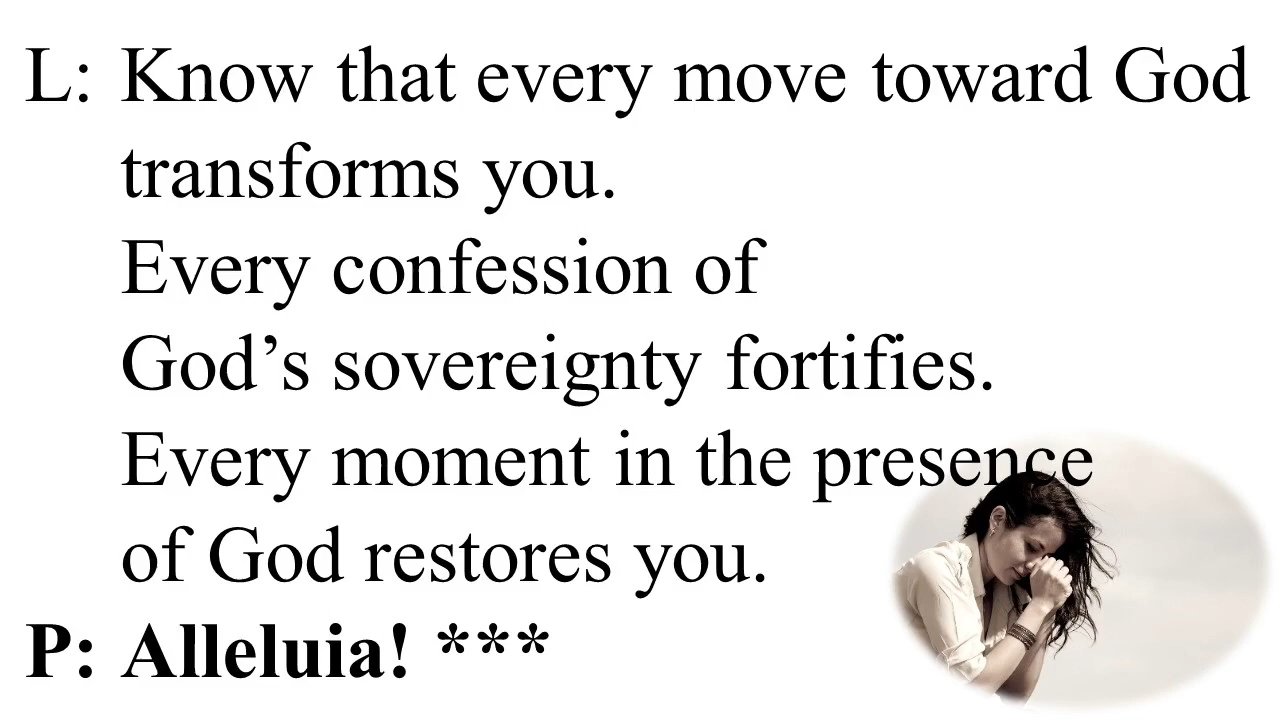 L: Know that every move toward God
transforms you.
Every confession of
God’s sovereignty fortifies.
Every moment in the presence
of God restores you.
P: Alleluia! ***